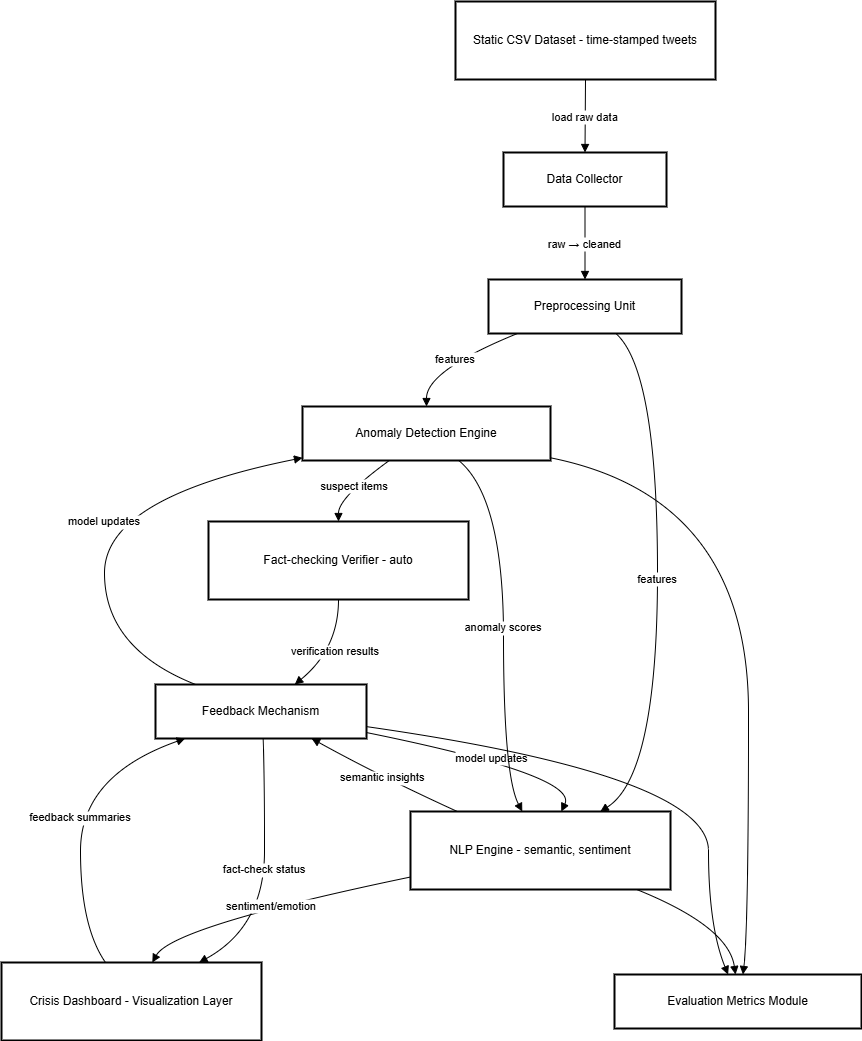 Static CSV Dataset - time-stamped tweets
load raw data
Data Collector
raw → cleaned
Preprocessing Unit
features
Anomaly Detection Engine
suspect items
model updates
Fact-checking Verifier - auto
features
anomaly scores
verification results
Feedback Mechanism
model updates
semantic insights
feedback summaries
NLP Engine - semantic, sentiment
fact-check status
sentiment/emotion
Crisis Dashboard - Visualization Layer
Evaluation Metrics Module